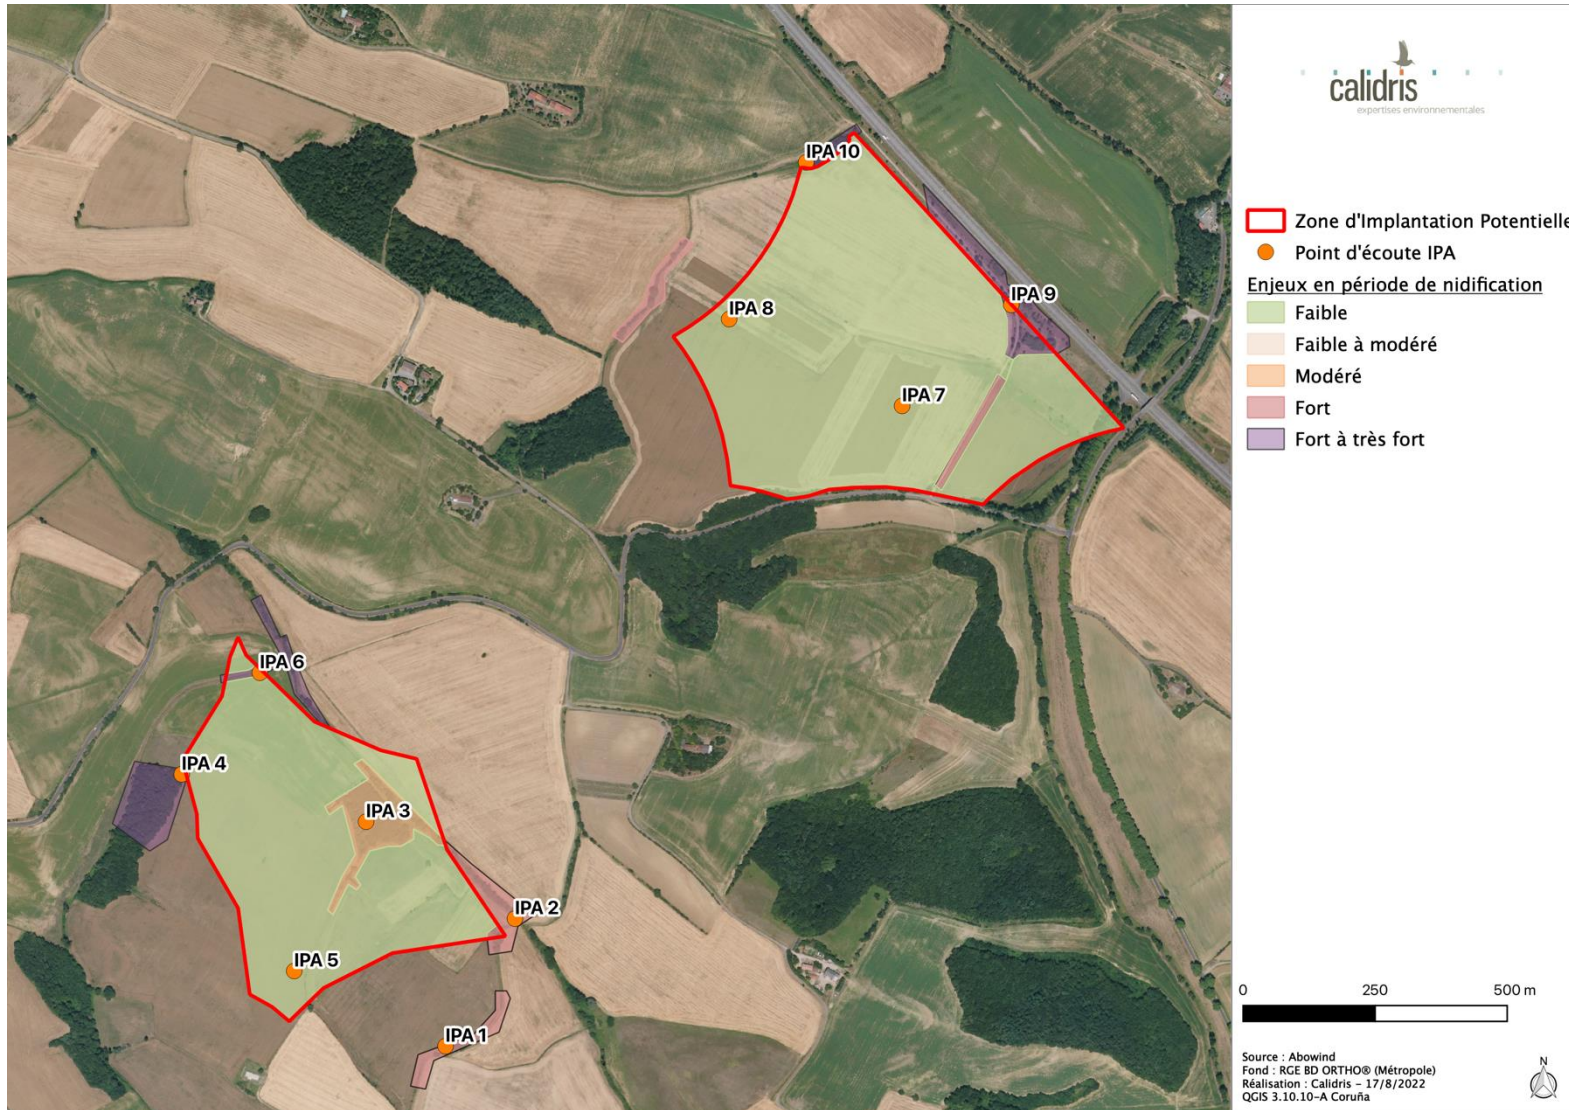 calidris
expertises environnementales
Zone d'Implantation Potentielle
Point d'écoute IPA
Enjeux en période de nidification
Faible
Faible à modéré
Modéré
Fort
Fort à très fort
IPA 10
IPA 9
IPA 8
IPA 7
IPA 6
IPA 4
IPA 3
IPA 2
IPA 5
IPA 1
0 250 500 m
Source : Abowind
Fond : RGE BD ORTHO® (Métropole)
Réalisation : Calidris - 17/8/2022
QGIS 3.10.10-A Coruña
N